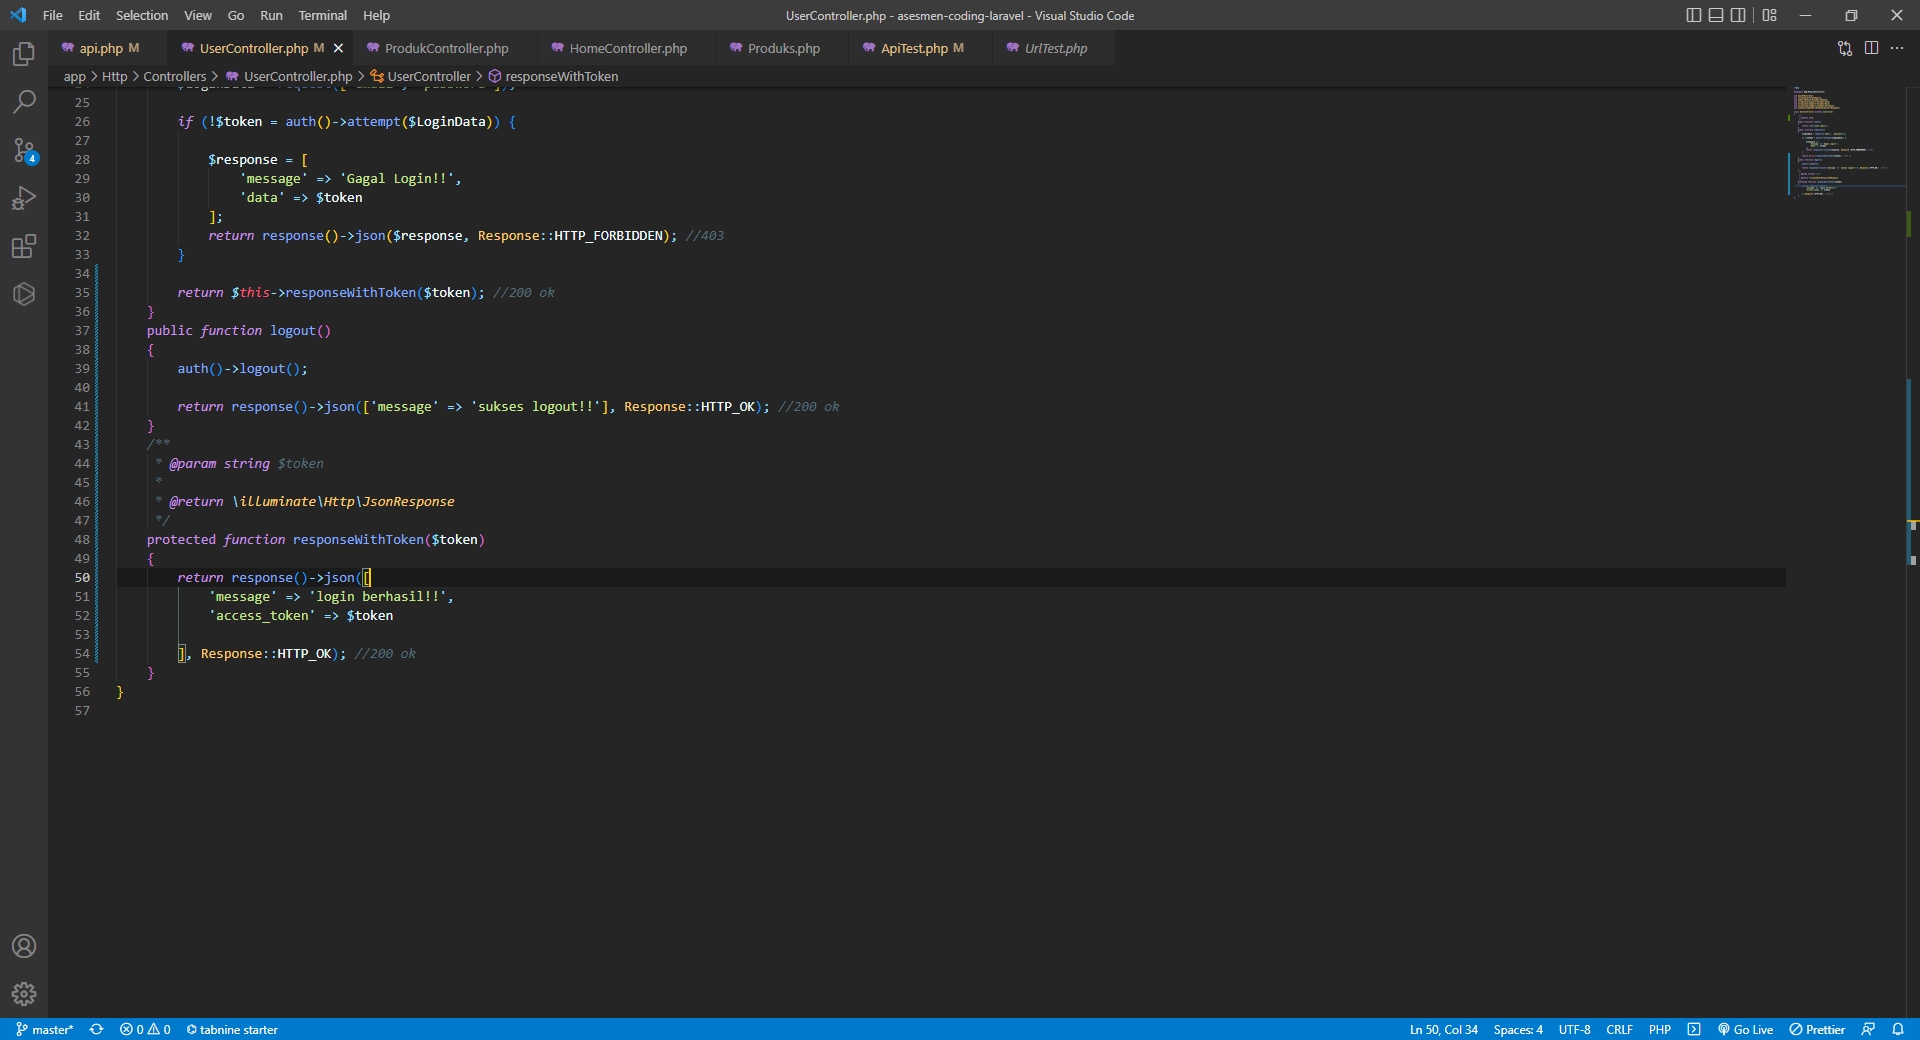 File Edit Selection View Go Run Terminal Help
UserController.php - asesmen-coding-laravel - Visual Studio Code
api.php M
UserController.php M
ProdukController.php
HomeController.php
Produks.php
ApiTest.php M
UrlTest.php
app > Http > Controllers > UserController.php > UserController > responseWithToken
25
26 if (!$token = auth()->attempt($LoginData)) {
27
28 $response = [
29 'message' => 'Gagal Login!!',
30 'data' => $token
31 ];
32 return response()->json($response, Response::HTTP_FORBIDDEN); //403
33 }
34
35 return $this->responseWithToken($token); //200 ok
36 }
37 public function logout()
38 {
39 auth()->logout();
40
41 return response()->json(['message' => 'sukses logout!!'], Response::HTTP_OK); //200 ok
42 }
43 /**
44 * @param string $token
45 *
46 * @return \illuminate\Http\JsonResponse
47 */
48 protected function responseWithToken($token)
49 {
50 return response()->json([
51 'message' => 'login berhasil!!',
52 'access_token' => $token
53
54 ], Response::HTTP_OK); //200 ok
55 }
56 }
57
4
master* 0 0 tabnine starter
Ln 50, Col 34 Spaces: 4 UTF-8 CRLF PHP Go Live Prettier